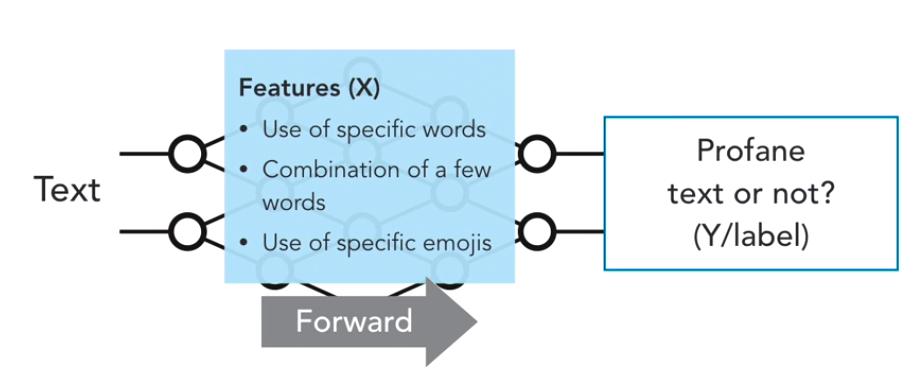 Text
Features (X)
• Use of specific words
• Combination of a few
words
• Use of specific emojis
Forward
Profane
text or not?
(Y/label)